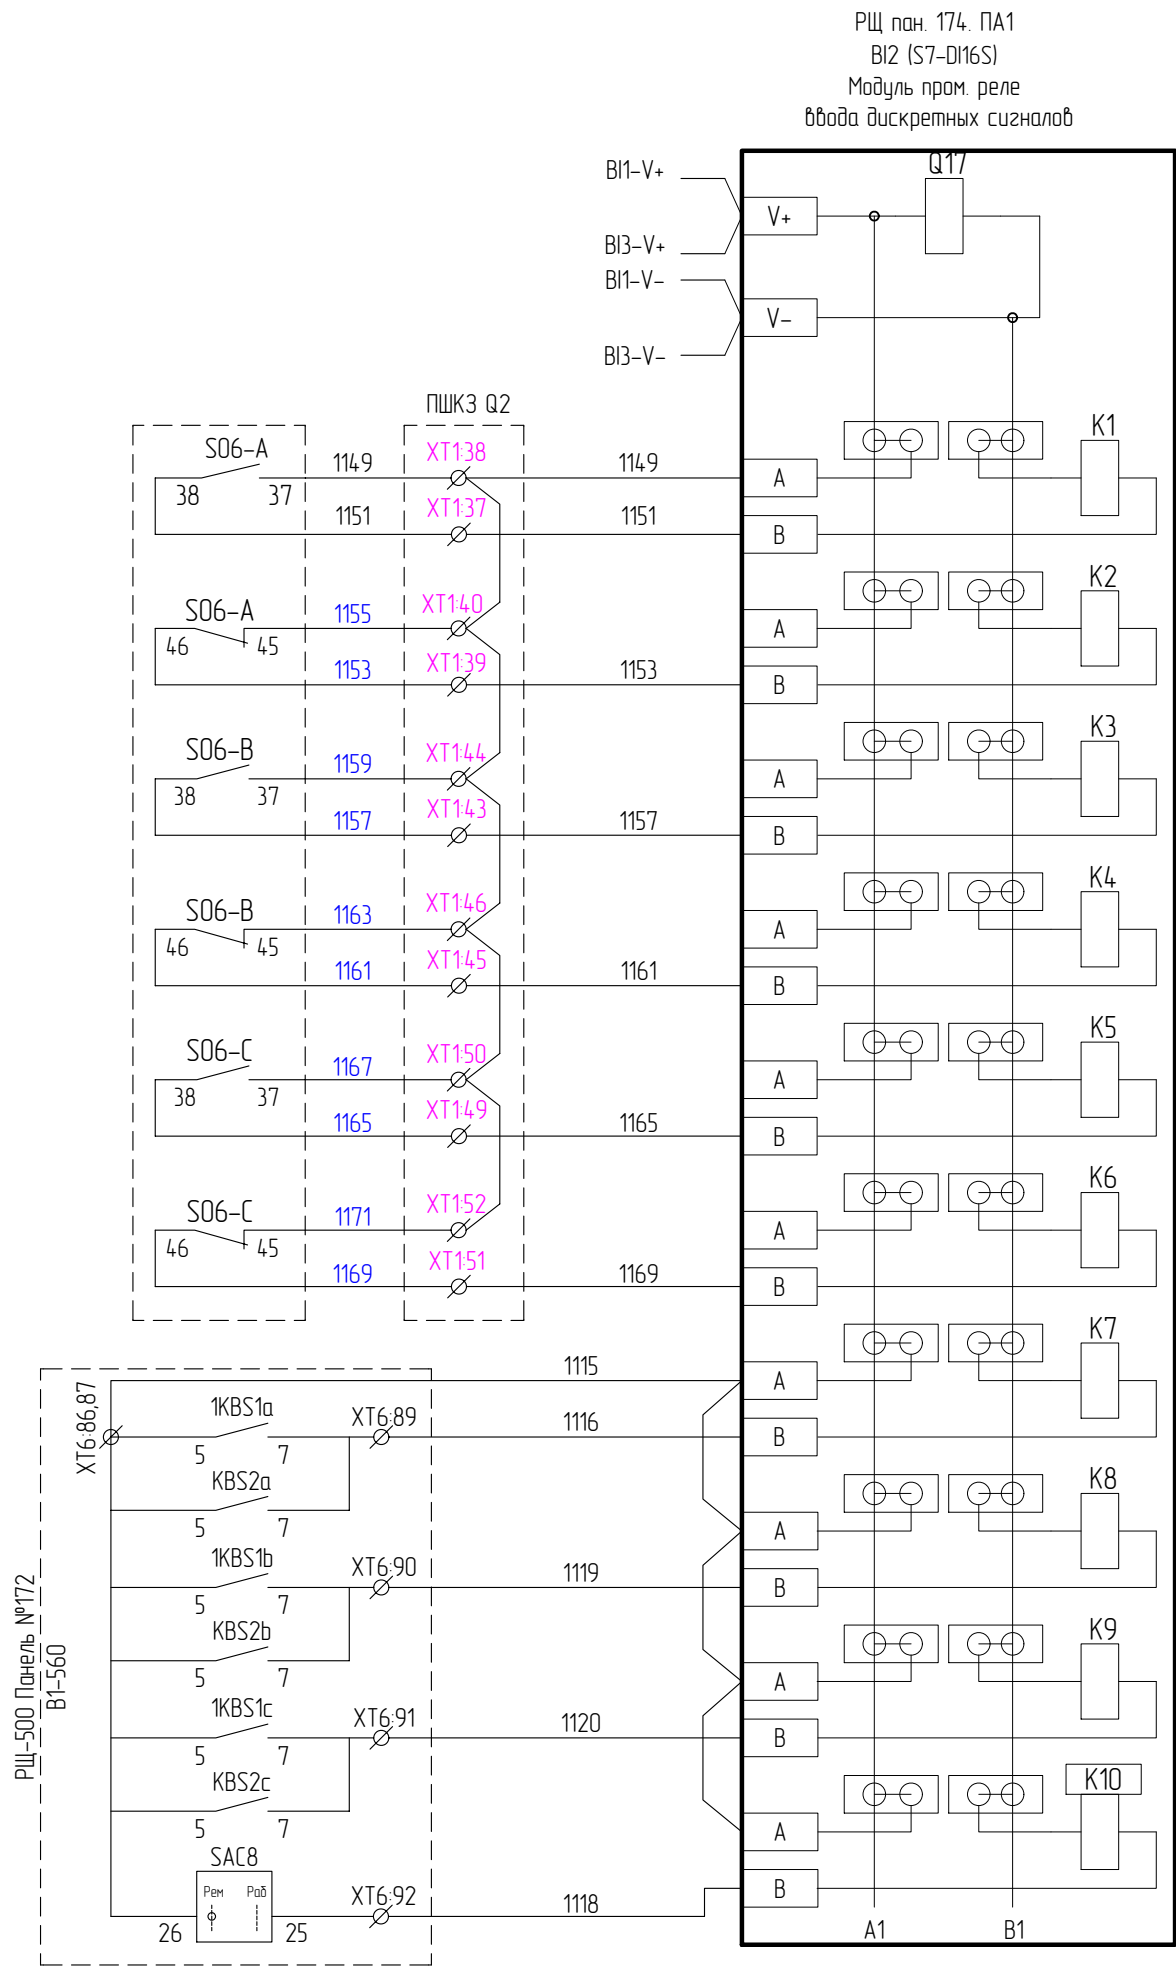 РЩ пан. 174. ПА1
BI2 (S7-DI16S)
Модуль пром. реле
ввода дискретных сигналов
BI1-V+
BI3-V+
BI1-V-
BI3-V-
V+
V-
Q17
ПШК3 Q2
S06-A
38
37
1149
XT1:38
1149
A
K1
1151
XT1:37
1151
B
S06-A
46
45
1155
XT1:40
A
K2
1153
XT1:39
1153
B
S06-B
38
37
1159
XT1:44
A
K3
1157
XT1:43
1157
B
S06-B
46
45
1163
XT1:46
A
K4
1161
XT1:45
1161
B
S06-C
38
37
1167
XT1:50
A
K5
1165
XT1:49
1165
B
S06-C
46
45
1171
XT1:52
A
K6
1169
XT1:51
1169
B
РЩ-500 Панель №172
В1-560
XT6:86,87
1115
A
K7
1KBS1a
5
7
XT6:89
1116
B
KBS2a
5
7
A
K8
1KBS1b
5
7
XT6:90
1119
B
KBS2b
5
7
A
K9
1KBS1c
5
7
XT6:91
1120
B
KBS2c
5
7
A
K10
SAC8
Рем
Раб
26
25
XT6:92
1118
B
A1
B1